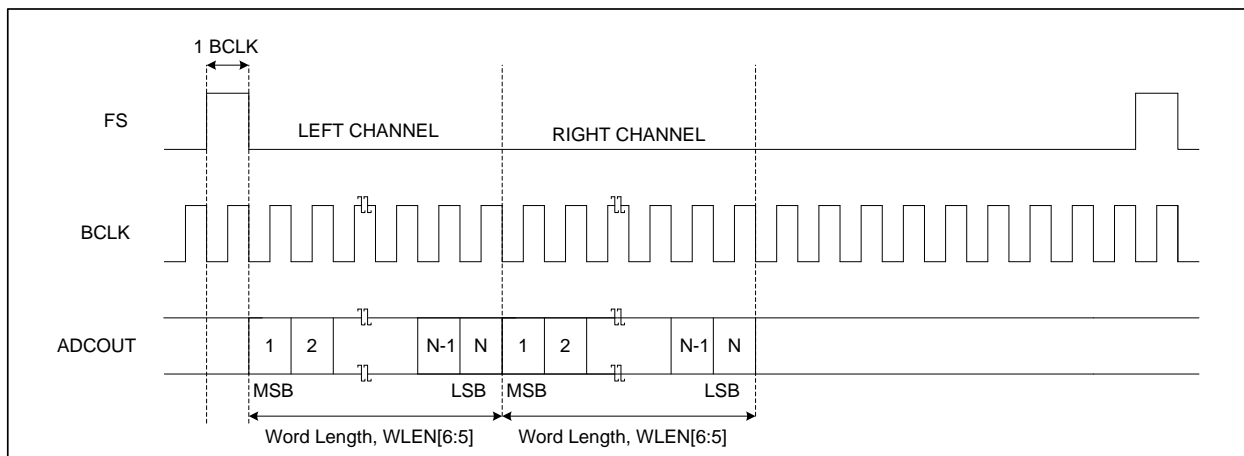 1 BCLK
FS
LEFT CHANNEL
RIGHT CHANNEL
BCLK
ADCOUT
1 2 N-1 N 1 2 N-1 N
MSB LSB MSB LSB
Word Length, WLEN[6:5] Word Length, WLEN[6:5]